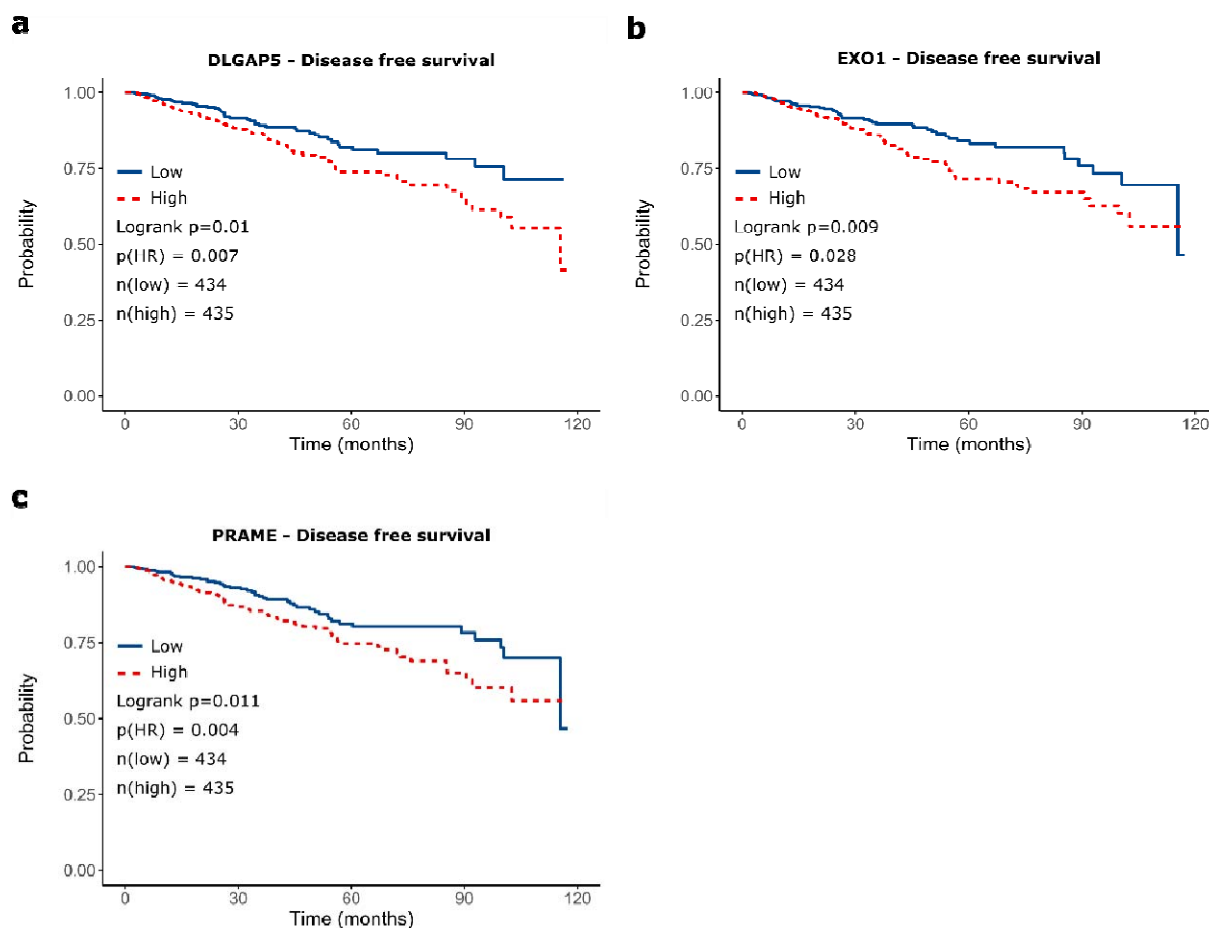 a
DLGAP5 - Disease free survival
1.00
0.75
0.50
0.25
0.00
Probability
Low
High
Logrank p=0.01
p(HR) = 0.007
n(low) = 434
n(high) = 435
0 30 60 90 120
Time (months)
b
EXO1 - Disease free survival
1.00
0.75
0.50
0.25
0.00
Probability
Low
High
Logrank p=0.009
p(HR) = 0.028
n(low) = 434
n(high) = 435
0 30 60 90 120
Time (months)
c
PRAME - Disease free survival
1.00
0.75
0.50
0.25
0.00
Probability
Low
High
Logrank p=0.011
p(HR) = 0.004
n(low) = 434
n(high) = 435
0 30 60 90 120
Time (months)